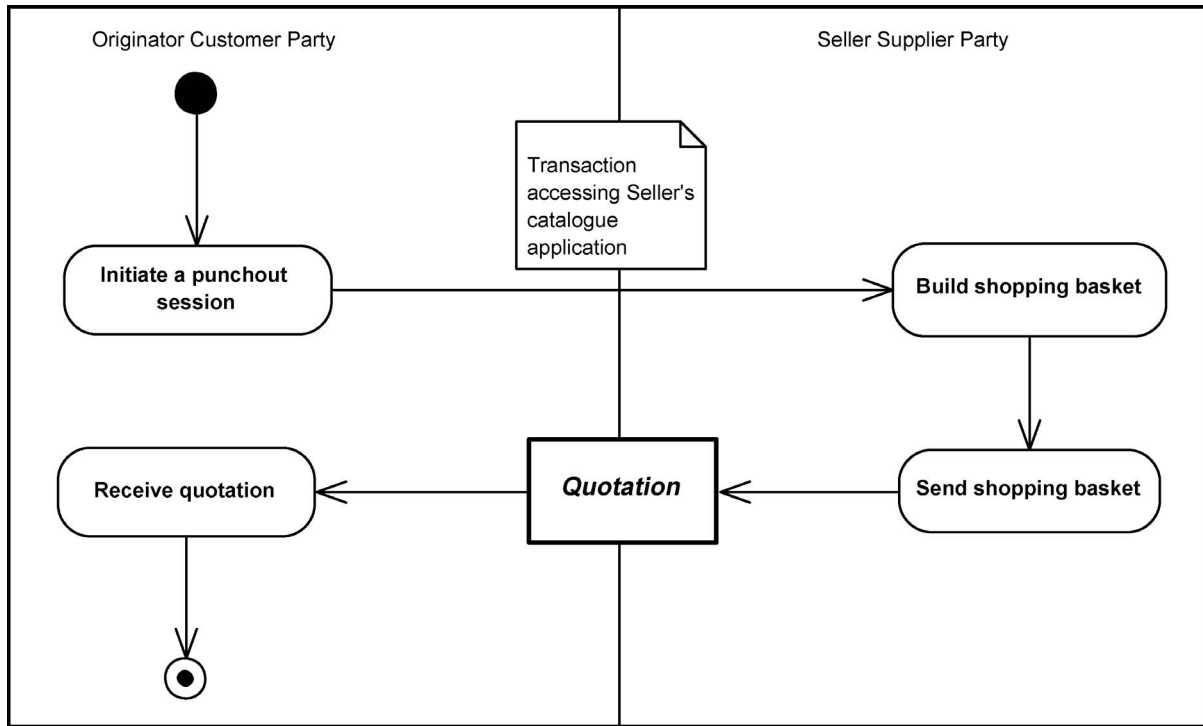 Originator Customer Party
Seller Supplier Party
Transaction
accessing Seller's
catalogue
application
Initiate a punchout
session
Build shopping basket
Receive quotation
Quotation
Send shopping basket